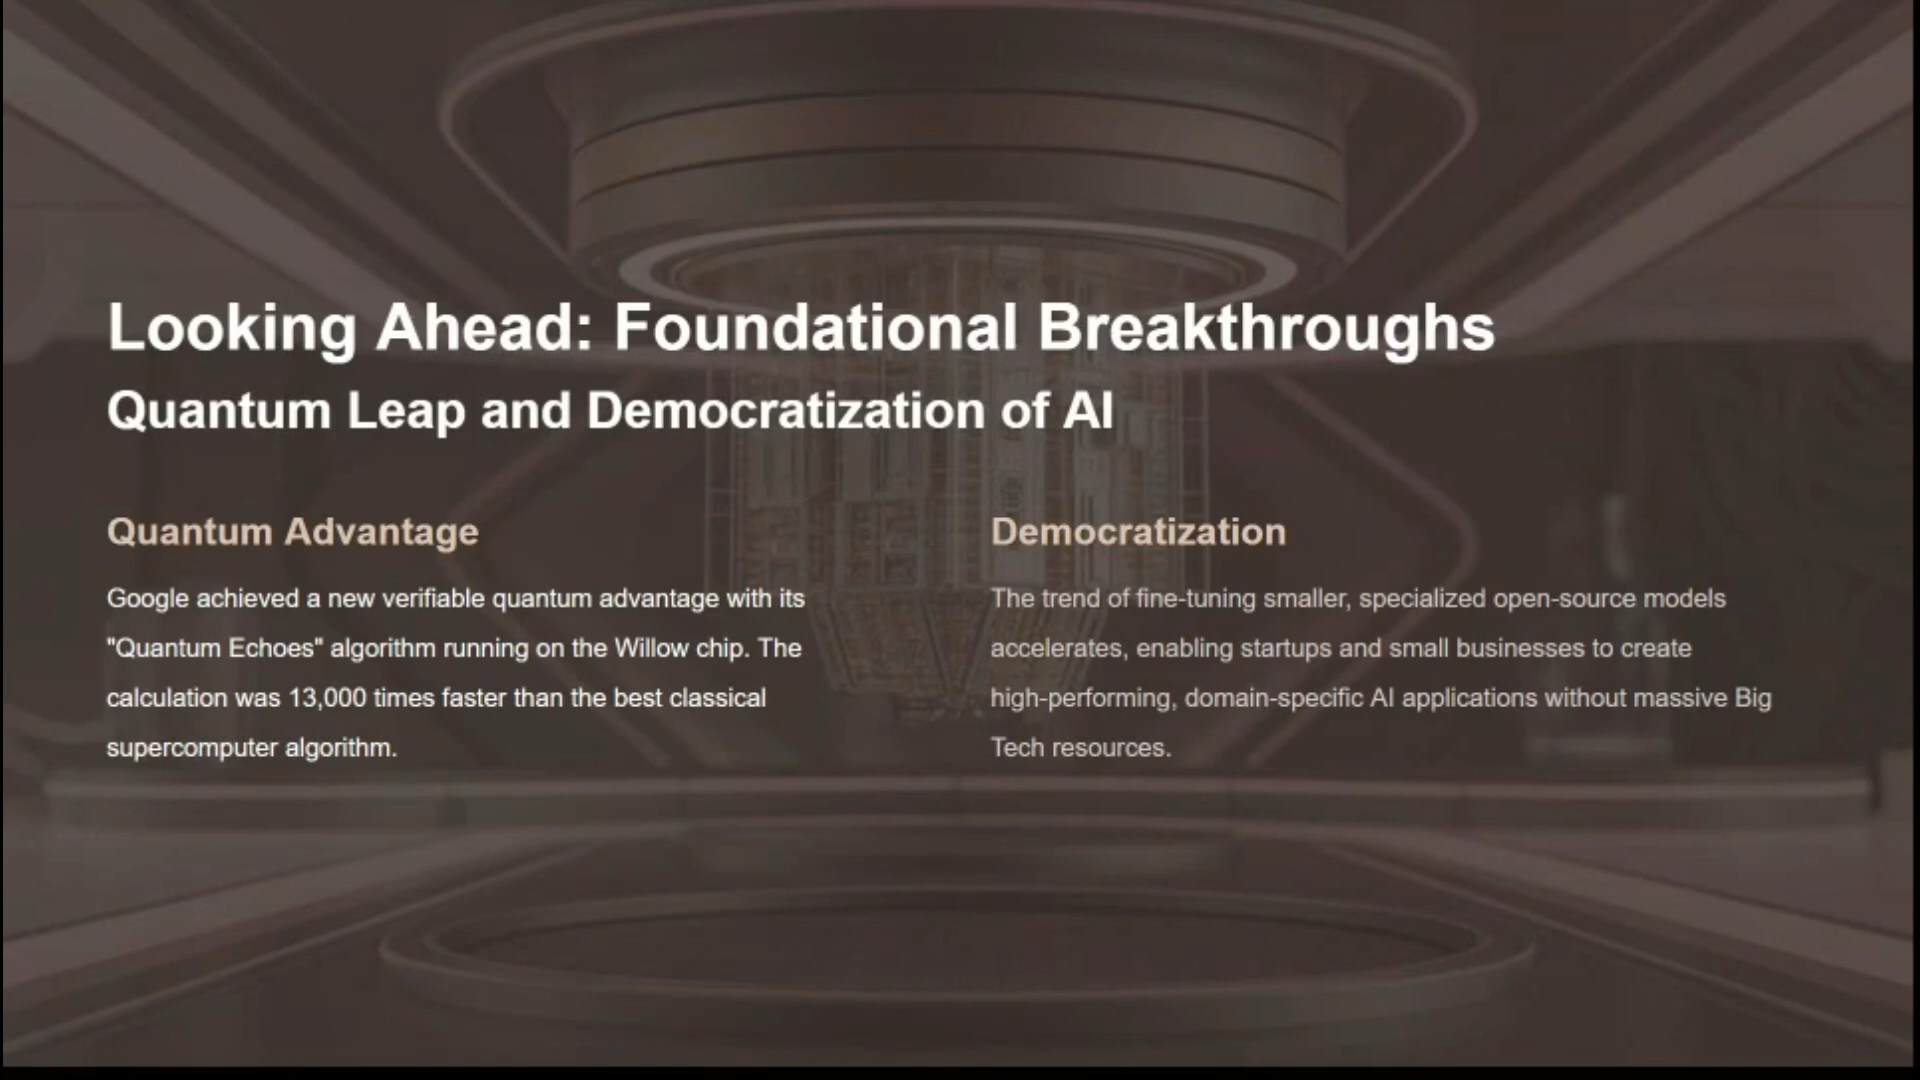 Looking Ahead: Foundational Breakthroughs
Quantum Leap and Democratization of AI
Quantum Advantage
Google achieved a new verifiable quantum advantage with its
"Quantum Echoes" algorithm running on the Willow chip. The
calculation was 13,000 times faster than the best classical
supercomputer algorithm.
Democratization
The trend of fine-tuning smaller, specialized open-source models
accelerates, enabling startups and small businesses to create
high-performing, domain-specific AI applications without massive Big
Tech resources.